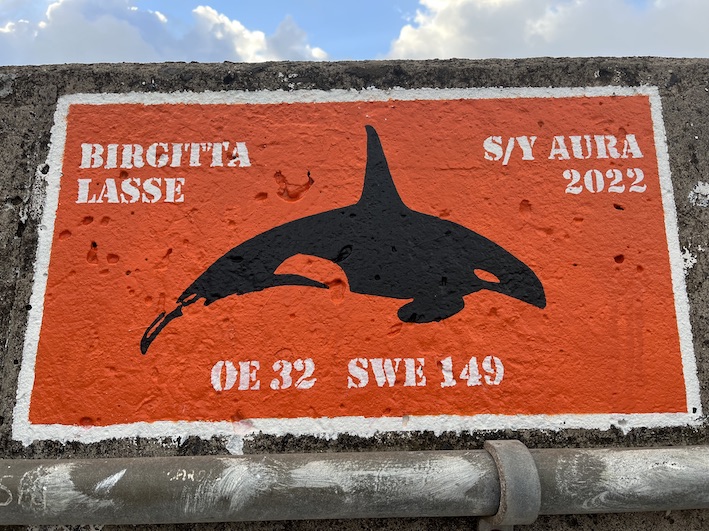 BIRGITTA
LASSE
S/Y AURA
2022
OE 32 SWE 149